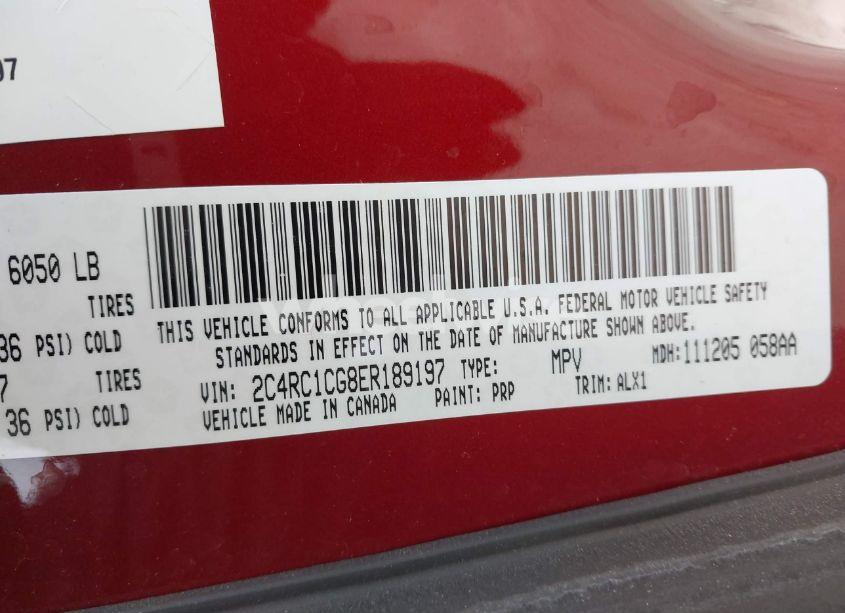 07
6050 LB
TIRES
36 PSI) COLD
7 TIRES
36 PSI) COLD
THIS VEHICLE CONFORMS TO ALL APPLICABLE U.S.A. FEDERAL MOTOR VEHICLE SAFETY
STANDARDS IN EFFECT ON THE DATE OF MANUFACTURE SHOWN ABOVE.
VIN: 2C4RC1CG8ER189197 TYPE: MPV MDH:111205 058AA
VEHICLE MADE IN CANADA PAINT: PRP TRIM: ALX1